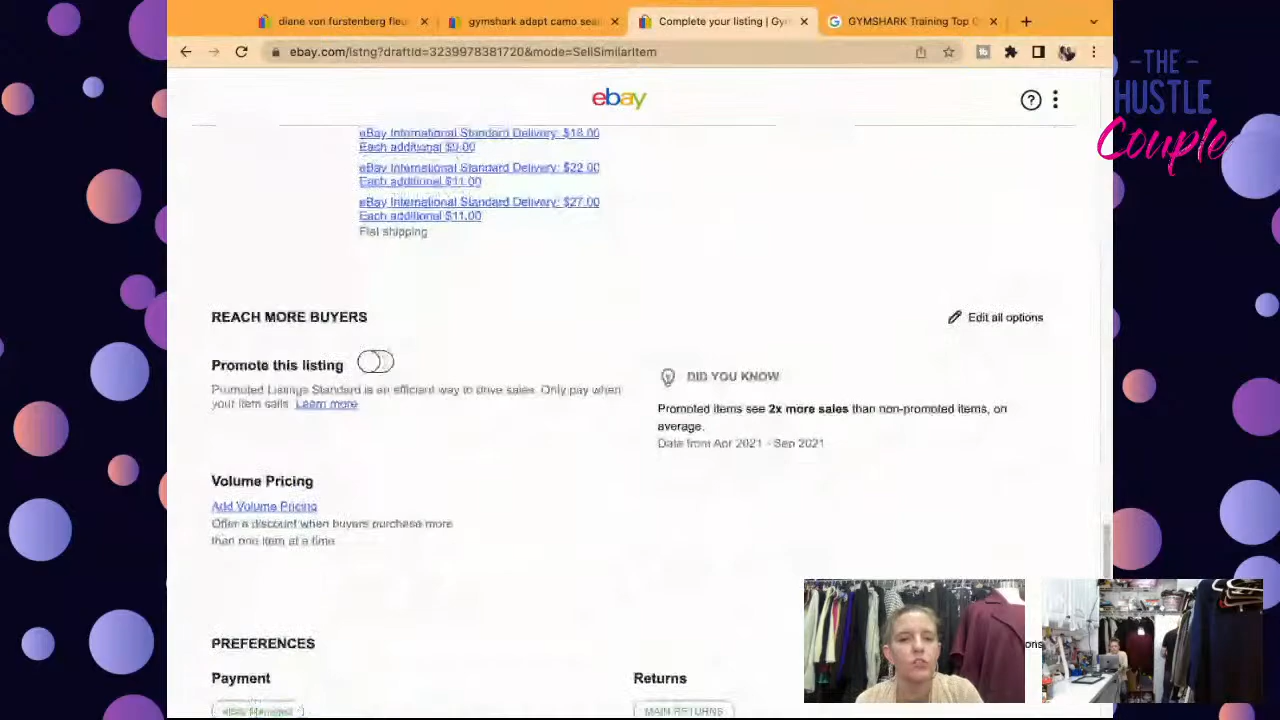 diane von furstenberg fleu
gymshark adapt camo sea
Complete your listing | Gy
GYMSHARK Training Top
ebay.com/lstng?draftId=3239978381720&mode=SellSimilarItem
-THE-
HUSTLE
Couple
ebay
eBay International Standard Delivery: $18.00
Each additional $9.00
eBay International Standard Delivery: $22.00
Each additional $11.00
eBay International Standard Delivery: $27.00
Each additional $11.00
Flat shipping
REACH MORE BUYERS
Edit all options
Promote this listing
Promoted Listings Standard is an efficient way to drive sales. Only pay when
your item sells. Learn more
DID YOU KNOW
Promoted items see 2x more sales than non-promoted items, on
average.
Date from Apr 2021 - Sep 2021
Volume Pricing
Add Volume Pricing
Offer a discount when buyers purchase more
than one item at a time
PREFERENCES
ons
Payment
Returns
MAIN RETURNS